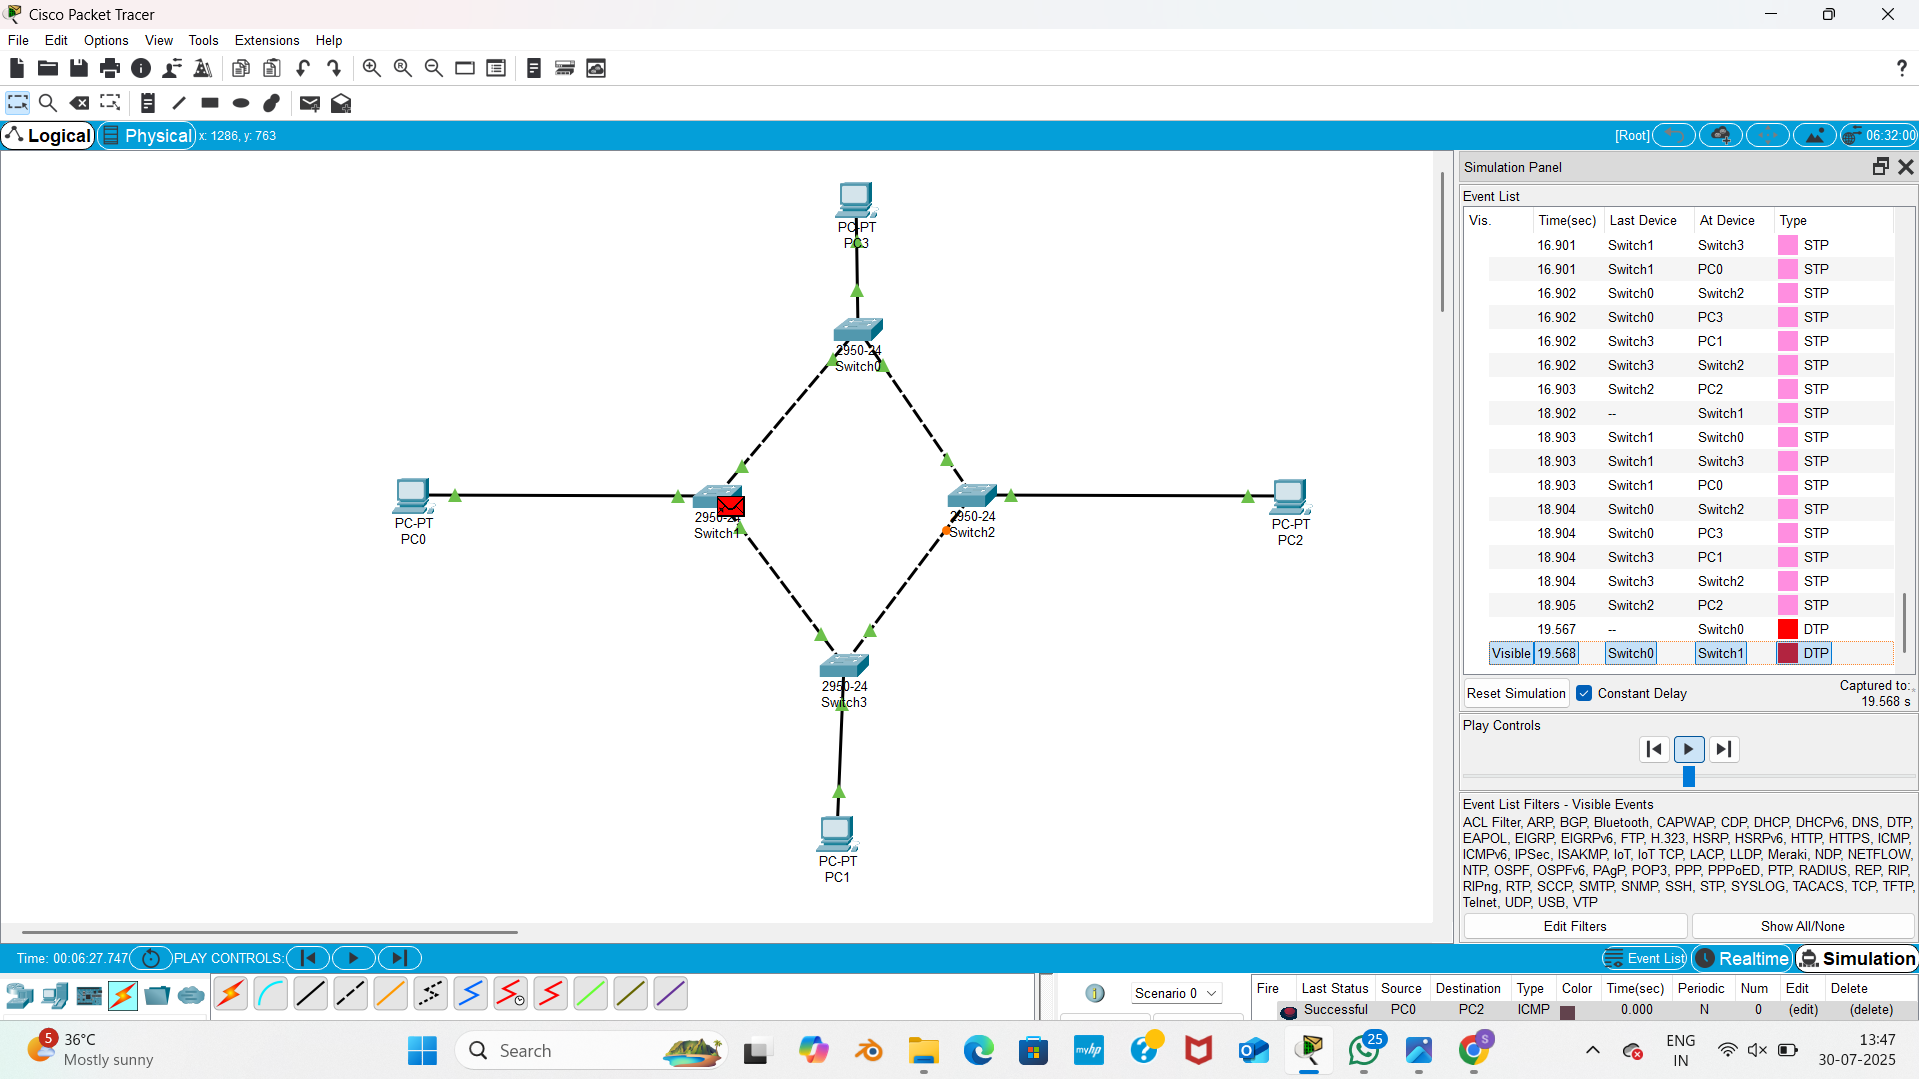 Cisco Packet Tracer
File Edit Options View Tools Extensions Help
Logical Physical x: 1286, y: 763 [Root] 06:32:00
PC-PT
PC3
2950-24
Switch0
PC-PT
PC0
2950-24
Switch1
2950-24
Switch2
PC-PT
PC2
2950-24
Switch3
PC-PT
PC1
Simulation Panel
Event List
Vis. Time(sec) Last Device At Device Type
16.901 Switch1 Switch3 STP
16.901 Switch1 PC0 STP
16.902 Switch0 Switch2 STP
16.902 Switch0 PC3 STP
16.902 Switch3 PC1 STP
16.902 Switch3 Switch2 STP
16.903 Switch2 PC2 STP
18.902 -- Switch1 STP
18.903 Switch1 Switch0 STP
18.903 Switch1 Switch3 STP
18.903 Switch1 PC0 STP
18.904 Switch0 Switch2 STP
18.904 Switch0 PC3 STP
18.904 Switch3 PC1 STP
18.904 Switch3 Switch2 STP
18.905 Switch2 PC2 STP
19.567 -- Switch0 DTP
Visible 19.568 Switch0 Switch1 DTP
Reset Simulation Constant Delay Captured to:
19.568 s
Play Controls
Event List Filters - Visible Events
ACL Filter, ARP, BGP, Bluetooth, CAPWAP, CDP, DHCP, DHCPv6, DNS, DTP,
EAPOL, EIGRP, EIGRPv6, FTP, H.323, HSRP, HSRPv6, HTTP, HTTPS, ICMP,
ICMPv6, IPSec, ISAKMP, IoT, IoT TCP, LACP, LLDP, Meraki, NDP, NETFLOW,
NTP, OSPF, OSPFv6, PAgP, POP3, PPP, PPPoED, PTP, RADIUS, REP, RIP,
RIPng, RTP, SCCP, SMTP, SNMP, SSH, STP, SYSLOG, TACACS, TCP, TFTP,
Telnet, UDP, USB, VTP
Edit Filters Show All/None
Time: 00:06:27.747 PLAY CONTROLS: Event List Realtime Simulation
Scenario 0
Fire Last Status Source Destination Type Color Time(sec) Periodic Num Edit Delete
Successful PC0 PC2 ICMP 0.000 N 0 (edit) (delete)
5 36°C
Mostly sunny
Search
myhp
25
S
ENG
IN
13:47
30-07-2025